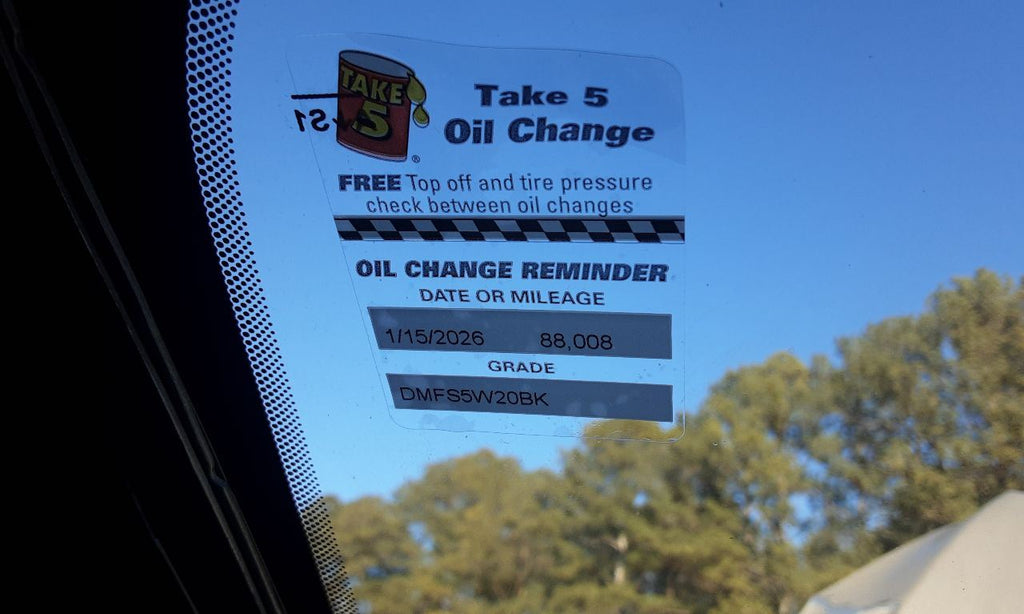 TAKE
5
®
Take 5
Oil Change
FREE Top off and tire pressure
check between oil changes
OIL CHANGE REMINDER
DATE OR MILEAGE
1/15/2026 88,008
GRADE
DMFS5W20BK